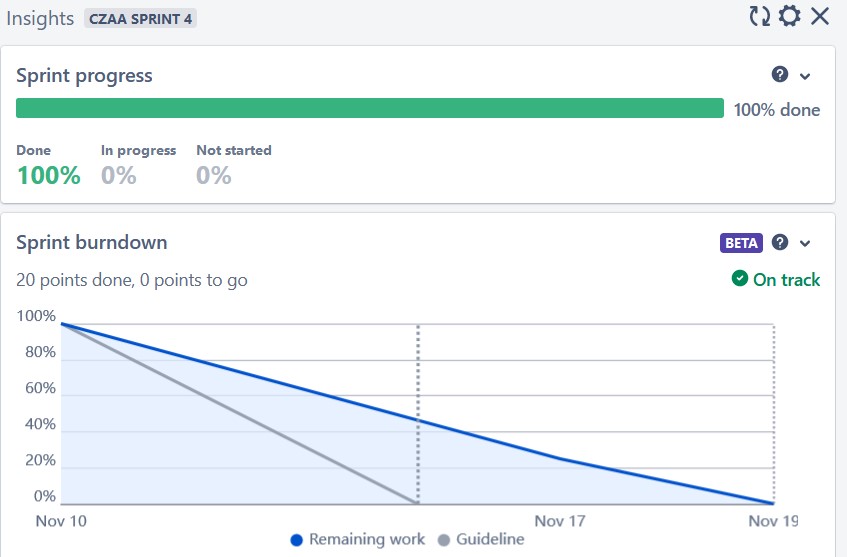 Insights CZAA SPRINT 4
Sprint progress
100% done
Done In progress Not started
100% 0% 0%
Sprint burndown BETA
20 points done, 0 points to go On track
100%
80%
60%
40%
20%
0%
Nov 10 Nov 17 Nov 19
Remaining work Guideline